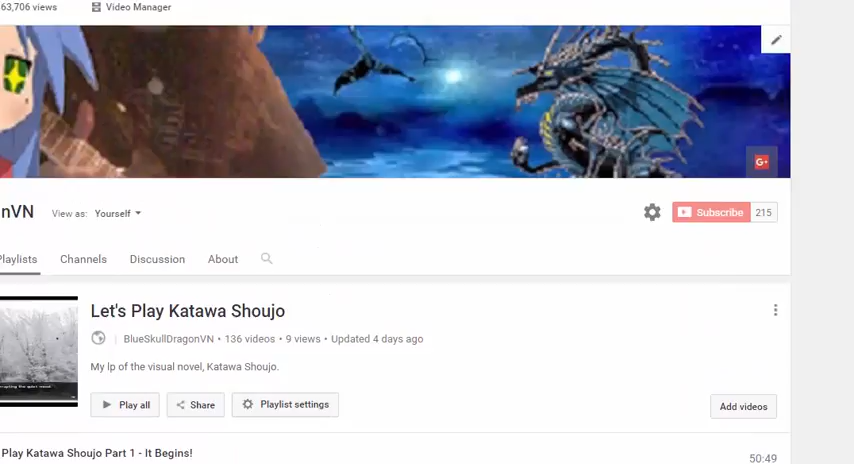 63,706 views Video Manager
G+
nVN View as: Yourself Subscribe 215
Playlists Channels Discussion About
Let's Play Katawa Shoujo
BlueSkullDragonVN • 136 videos • 9 views • Updated 4 days ago
My lp of the visual novel, Katawa Shoujo.
Play all Share Playlist settings Add videos
Play Katawa Shoujo Part 1 - It Begins! 50:49